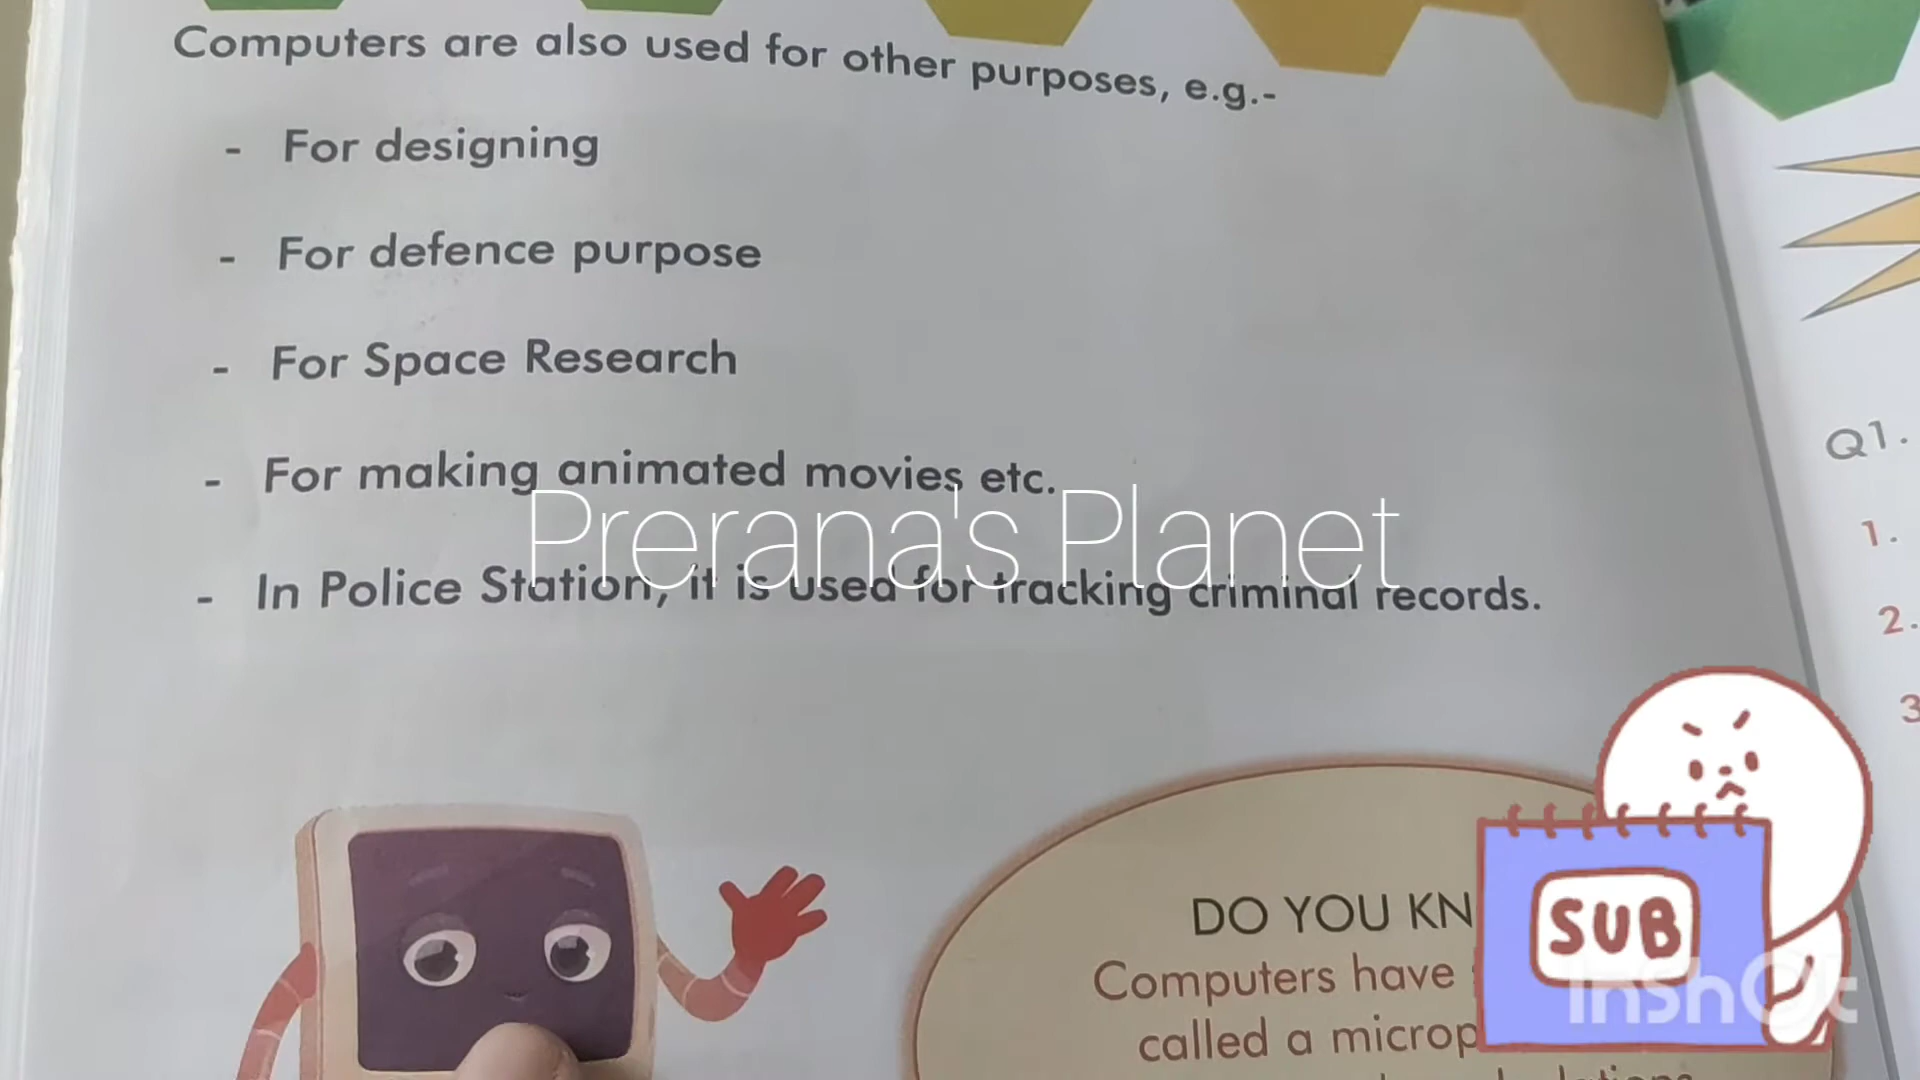 Computers are also used for other purposes, e.g.-
- For designing
- For defence purpose
- For Space Research
- For making animated movies etc.
Prerana's Planet
- In Police Station, it is used for tracking criminal records.
Q1.
1.
2.
3
DO YOU KN
Computers have
called a microp
SUB
InShOt